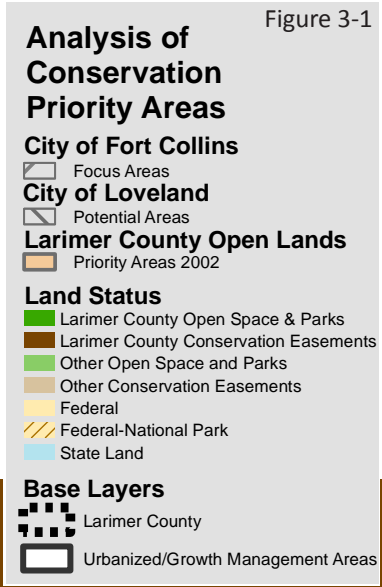 Figure 3-1
Analysis of
Conservation
Priority Areas
City of Fort Collins
Focus Areas
City of Loveland
Potential Areas
Larimer County Open Lands
Priority Areas 2002
Land Status
Larimer County Open Space & Parks
Larimer County Conservation Easements
Other Open Space and Parks
Other Conservation Easements
Federal
Federal-National Park
State Land
Base Layers
Larimer County
Urbanized/Growth Management Areas